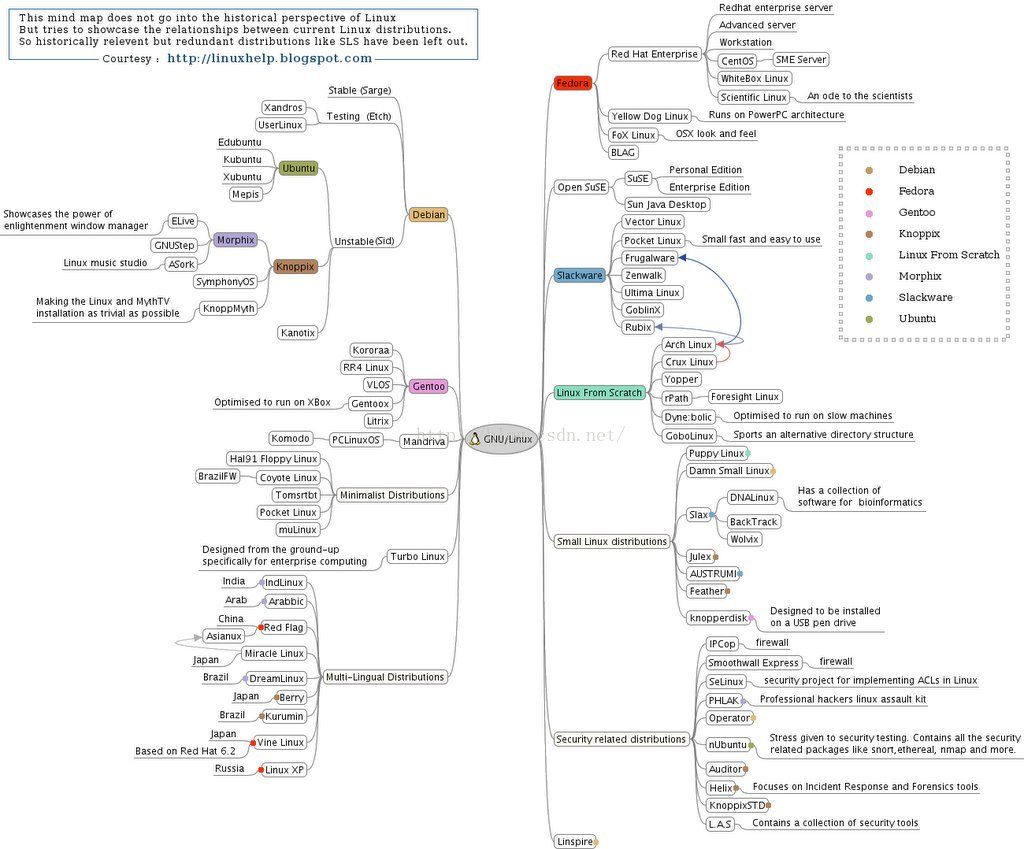 This mind map does not go into the historical perspective of Linux
But tries to showcase the relationships between current Linux distributions.
So historically relevent but redundant distributions like SLS have been left out.
Courtesy : http://linuxhelp.blogspot.com
Stable (Sarge)
Xandros
UserLinux
Testing (Etch)
Edubuntu
Kubuntu
Xubuntu
Mepis
Ubuntu
Debian
Unstable(Sid)
Showcases the power of
enlightenment window manager
ELive
GNUStep
Linux music studio
ASork
Morphix
Knoppix
SymphonyOS
Making the Linux and MythTV
installation as trivial as possible
KnoppMyth
Kanotix
Kororaa
RR4 Linux
VLOS
Optimised to run on XBox
Gentoox
Litrix
Gentoo
Komodo
PCLinuxOS
Mandriva
GNU/Linux
Hal91 Floppy Linux
BrazilFW
Coyote Linux
Tomsrtbt
Pocket Linux
muLinux
Minimalist Distributions
Designed from the ground-up
specifically for enterprise computing
Turbo Linux
India
IndLinux
Arab
Arabbic
China
Asianux
Red Flag
Japan
Miracle Linux
Brazil
DreamLinux
Japan
Berry
Brazil
Kurumin
Japan
Based on Red Hat 6.2
Vine Linux
Russia
Linux XP
Multi-Lingual Distributions
Fedora
Red Hat Enterprise
Redhat enterprise server
Advanced server
Workstation
CentOS
SME Server
WhiteBox Linux
Scientific Linux
An ode to the scientists
Yellow Dog Linux
Runs on PowerPC architecture
FoX Linux
OSX look and feel
BLAG
Open SuSE
SuSE
Personal Edition
Enterprise Edition
Sun Java Desktop
Slackware
Vector Linux
Pocket Linux
Small fast and easy to use
Frugalware
Zenwalk
Ultima Linux
GoblinX
Rubix
Linux From Scratch
Arch Linux
Crux Linux
Yopper
rPath
Foresight Linux
Dyne:bolic
Optimised to run on slow machines
GoboLinux
Sports an alternative directory structure
Small Linux distributions
Puppy Linux
Damn Small Linux
Slax
DNALinux
Has a collection of
software for bioinformatics
BackTrack
Wolvix
Julex
AUSTRUMI
Feather
knopperdisk
Designed to be installed
on a USB pen drive
Security related distributions
IPCop
firewall
Smoothwall Express
firewall
SeLinux
security project for implementing ACLs in Linux
PHLAK
Professional hackers linux assault kit
Operator
nUbuntu
Stress given to security testing. Contains all the security
related packages like snort,ethereal, nmap and more.
Auditor
Helix
Focuses on Incident Response and Forensics tools
KnoppixSTD
L.A.S
Contains a collection of security tools
Linspire
Debian
Fedora
Gentoo
Knoppix
Linux From Scratch
Morphix
Slackware
Ubuntu